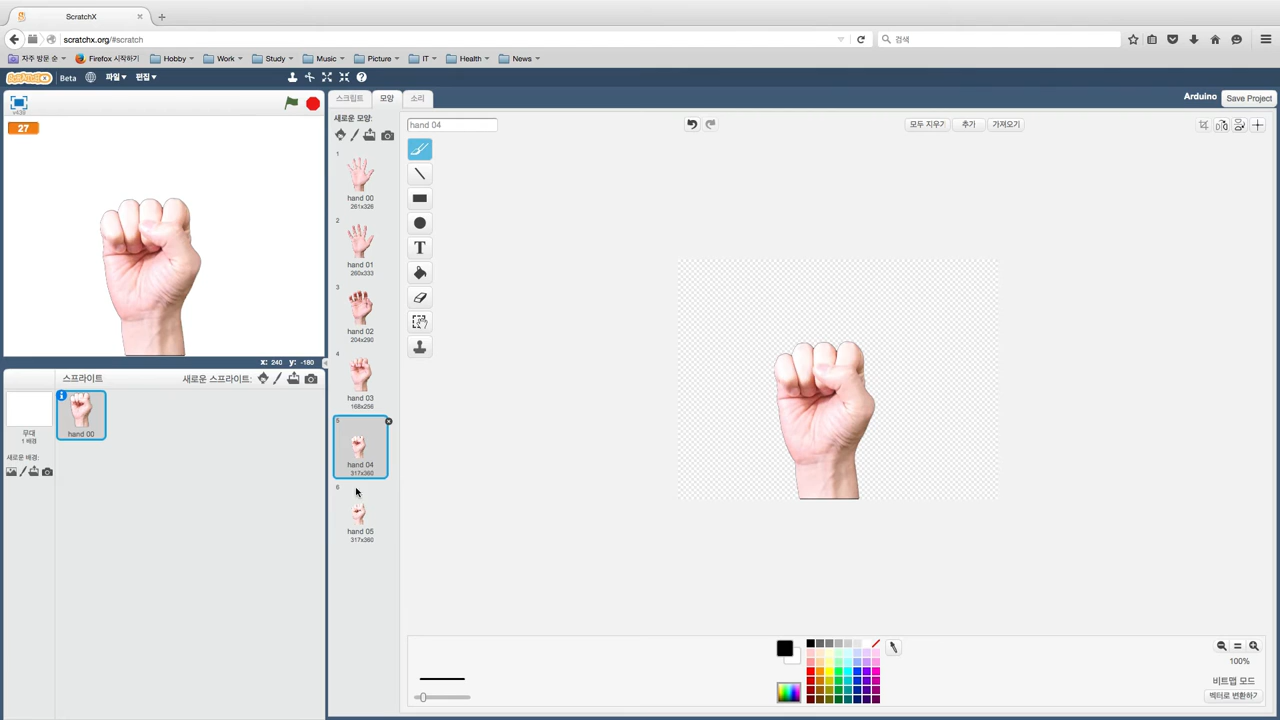 ScratchX
scratchx.org/#scratch
검색
자주 방문 순
Firefox 시작하기
Hobby
Work
Study
Music
Picture
IT
Health
News
Beta
파일
편집
스크립트
모양
소리
Arduino
Save Project
v439
27
새로운 모양:
hand 04
모두 지우기
추가
가져오기
1
hand 00
261x326
2
hand 01
260x333
3
hand 02
204x290
4
hand 03
168x256
5
hand 04
317x360
6
hand 05
317x360
T
x: 240 y: -180
스프라이트
새로운 스프라이트:
hand 00
무대
1 배경
새로운 배경:
100%
비트맵 모드
벡터로 변환하기